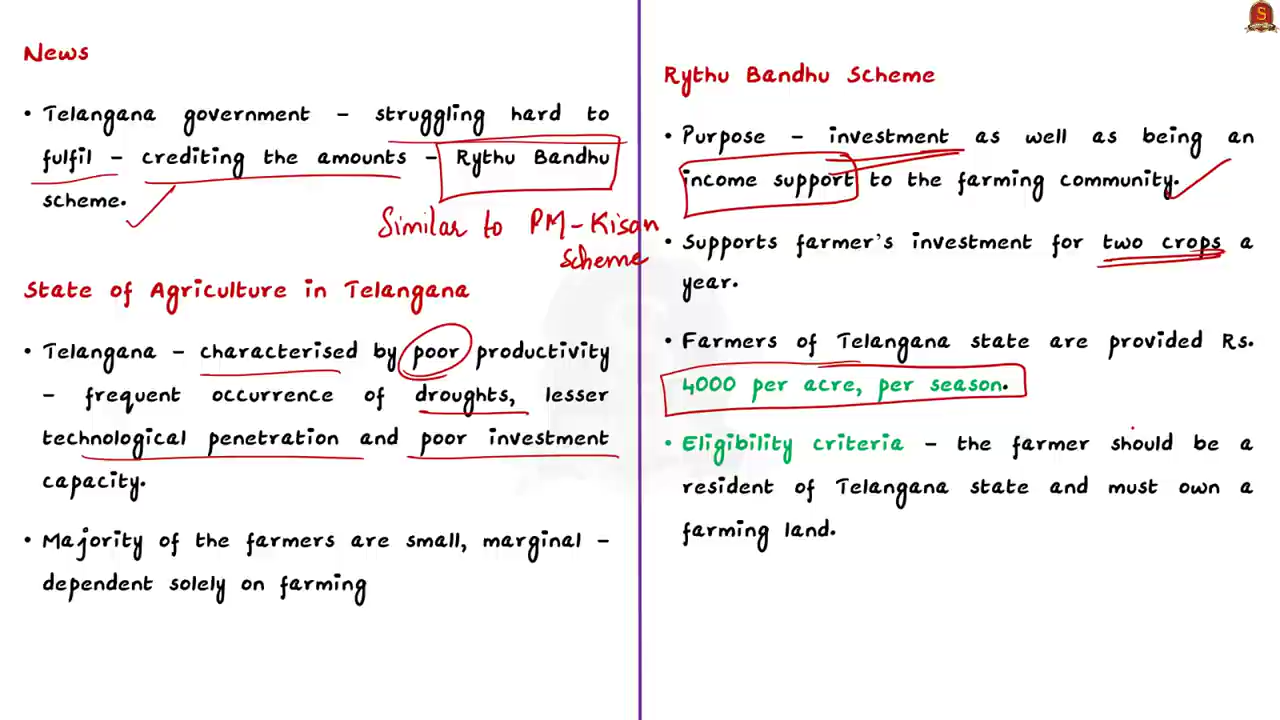 News
• Telangana government – struggling hard to
fulfil – crediting the amounts – Rythu Bandhu
scheme.
Similar to PM-Kisan
Scheme
State of Agriculture in Telangana
• Telangana – characterised by poor productivity
– frequent occurrence of droughts, lesser
technological penetration and poor investment
capacity.
• Majority of the farmers are small, marginal –
dependent solely on farming
Rythu Bandhu Scheme
• Purpose – investment as well as being an
income support to the farming community.
• Supports farmer's investment for two crops a
year.
• Farmers of Telangana state are provided Rs.
4000 per acre, per season.
• Eligibility criteria – the farmer should be a
resident of Telangana state and must own a
farming land.
S